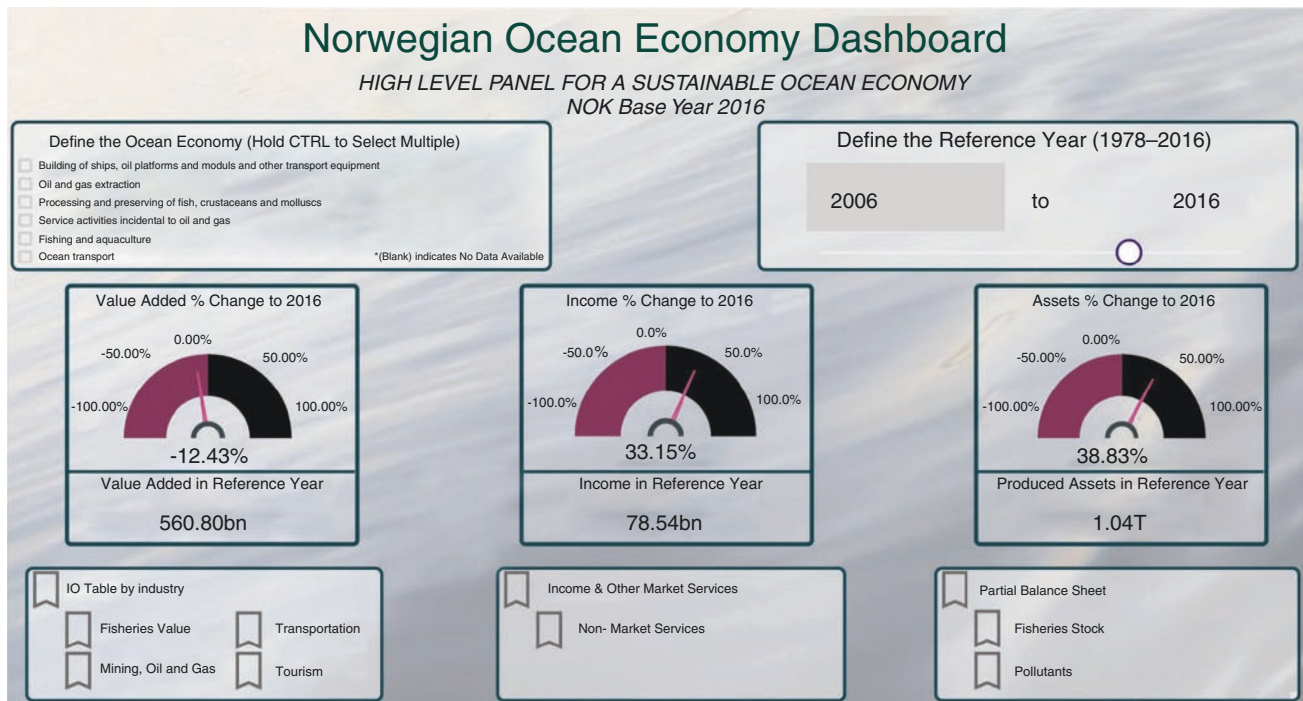 Norwegian Ocean Economy Dashboard
HIGH LEVEL PANEL FOR A SUSTAINABLE OCEAN ECONOMY
NOK Base Year 2016
Define the Ocean Economy (Hold CTRL to Select Multiple)
Building of ships, oil platforms and moduls and other transport equipment
Oil and gas extraction
Processing and preserving of fish, crustaceans and molluscs
Service activities incidental to oil and gas
Fishing and aquaculture
Ocean transport
*(Blank) indicates No Data Available
Define the Reference Year (1978–2016)
2006 to 2016
Value Added % Change to 2016
0.00%
-50.00% 50.00%
-100.00% 100.00%
-12.43%
Value Added in Reference Year
560.80bn
Income % Change to 2016
0.0%
-50.0% 50.0%
-100.0% 100.0%
33.15%
Income in Reference Year
78.54bn
Assets % Change to 2016
0.00%
-50.00% 50.00%
-100.00% 100.00%
38.83%
Produced Assets in Reference Year
1.04T
IO Table by industry
Fisheries Value Transportation
Mining, Oil and Gas Tourism
Income & Other Market Services
Non- Market Services
Partial Balance Sheet
Fisheries Stock
Pollutants